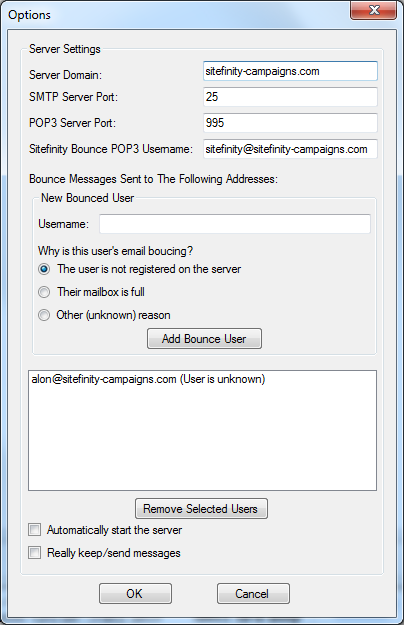 Options
Server Settings
Server Domain: sitefinity-campaigns.com
SMTP Server Port: 25
POP3 Server Port: 995
Sitefinity Bounce POP3 Username: sitefinity@sitefinity-campaigns.com
Bounce Messages Sent to The Following Addresses:
New Bounced User
Username:
Why is this user's email boucing?
The user is not registered on the server
Their mailbox is full
Other (unknown) reason
Add Bounce User
alon@sitefinity-campaigns.com (User is unknown)
Remove Selected Users
Automatically start the server
Really keep/send messages
OK Cancel